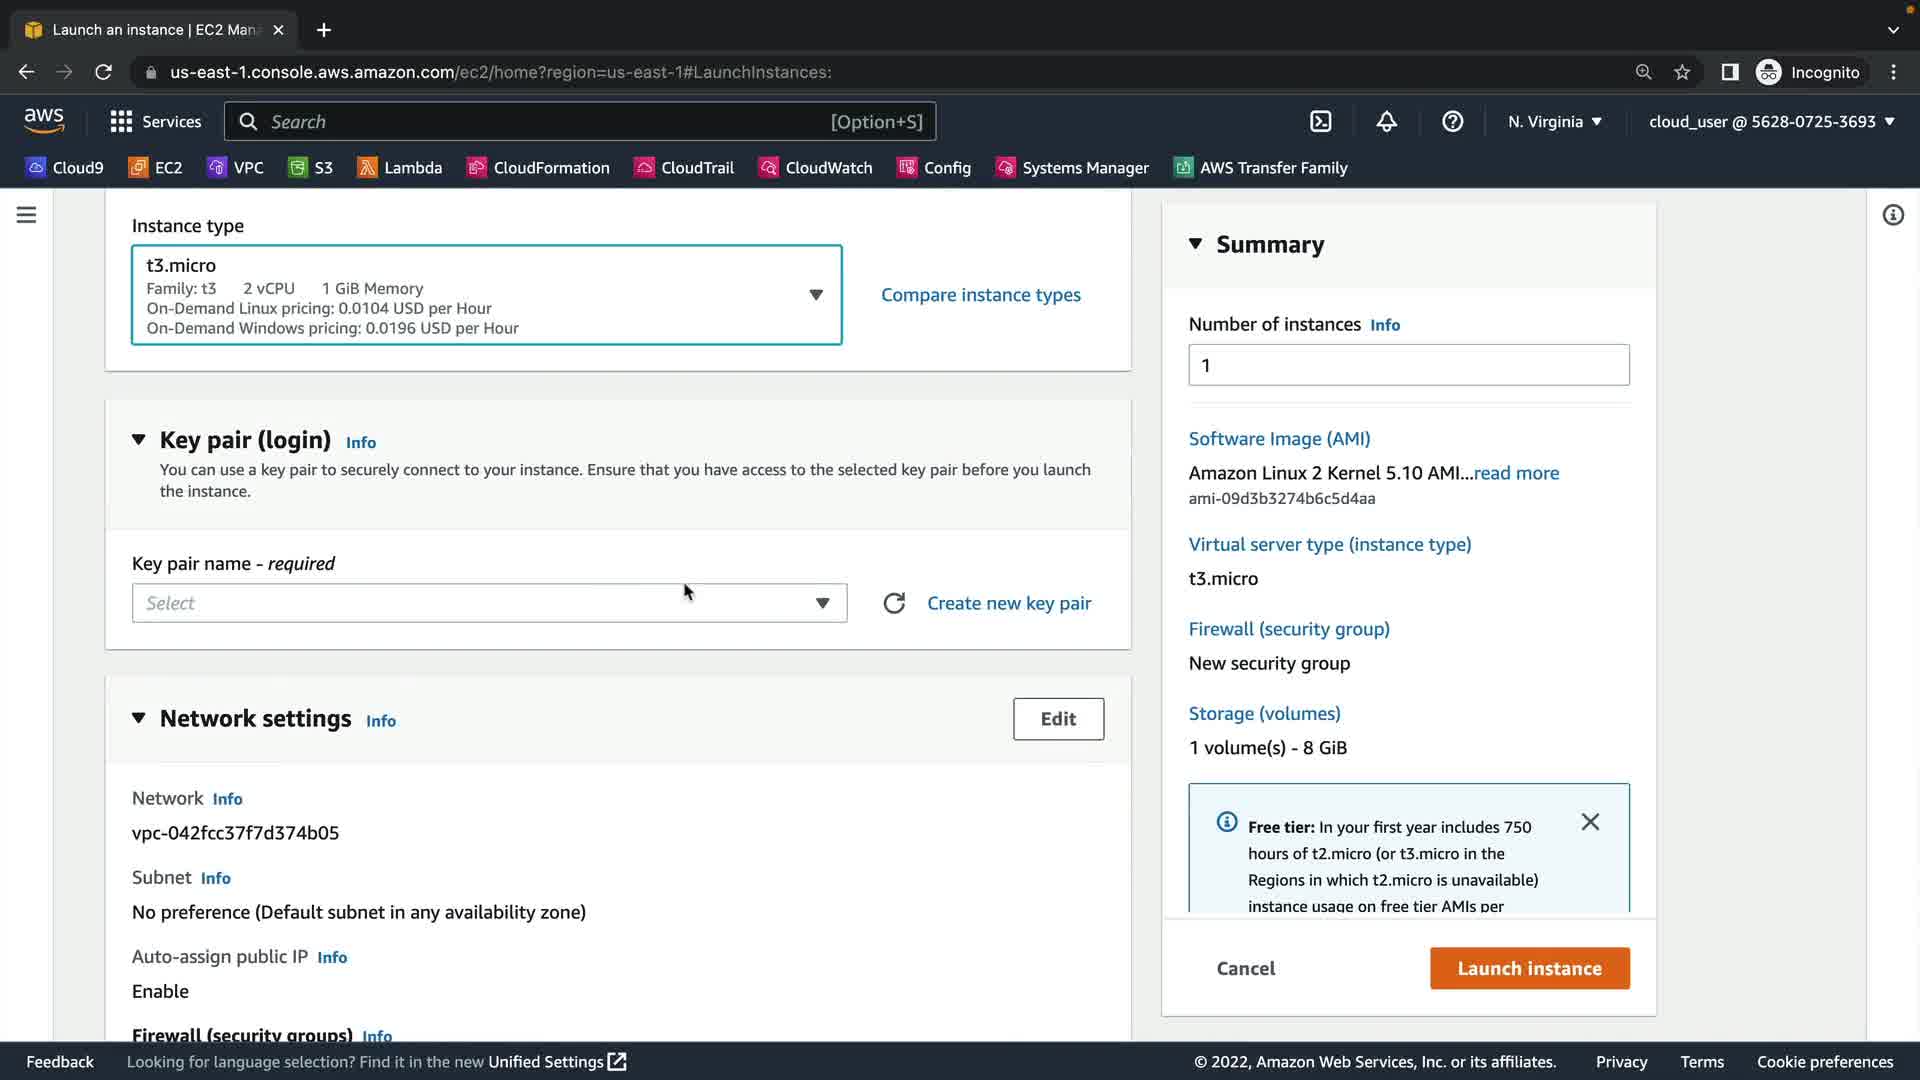 Launch an instance | EC2 Mana
us-east-1.console.aws.amazon.com/ec2/home?region=us-east-1#LaunchInstances:
Incognito
aws
Services
Search
[Option+S]
N. Virginia
cloud_user @ 5628-0725-3693
Cloud9
EC2
VPC
S3
Lambda
CloudFormation
CloudTrail
CloudWatch
Config
Systems Manager
AWS Transfer Family
Instance type
t3.micro
Family: t3 2 vCPU 1 GiB Memory
On-Demand Linux pricing: 0.0104 USD per Hour
On-Demand Windows pricing: 0.0196 USD per Hour
Compare instance types
Key pair (login) Info
You can use a key pair to securely connect to your instance. Ensure that you have access to the selected key pair before you launch
the instance.
Key pair name - required
Select
Create new key pair
Network settings Info
Edit
Network Info
vpc-042fcc37f7d374b05
Subnet Info
No preference (Default subnet in any availability zone)
Auto-assign public IP Info
Enable
Firewall (security groups) Info
Summary
Number of instances Info
1
Software Image (AMI)
Amazon Linux 2 Kernel 5.10 AMI...read more
ami-09d3b3274b6c5d4aa
Virtual server type (instance type)
t3.micro
Firewall (security group)
New security group
Storage (volumes)
1 volume(s) - 8 GiB
Free tier: In your first year includes 750
hours of t2.micro (or t3.micro in the
Regions in which t2.micro is unavailable)
instance usage on free tier AMIs per
Cancel
Launch instance
Feedback
Looking for language selection? Find it in the new Unified Settings
© 2022, Amazon Web Services, Inc. or its affiliates.
Privacy
Terms
Cookie preferences